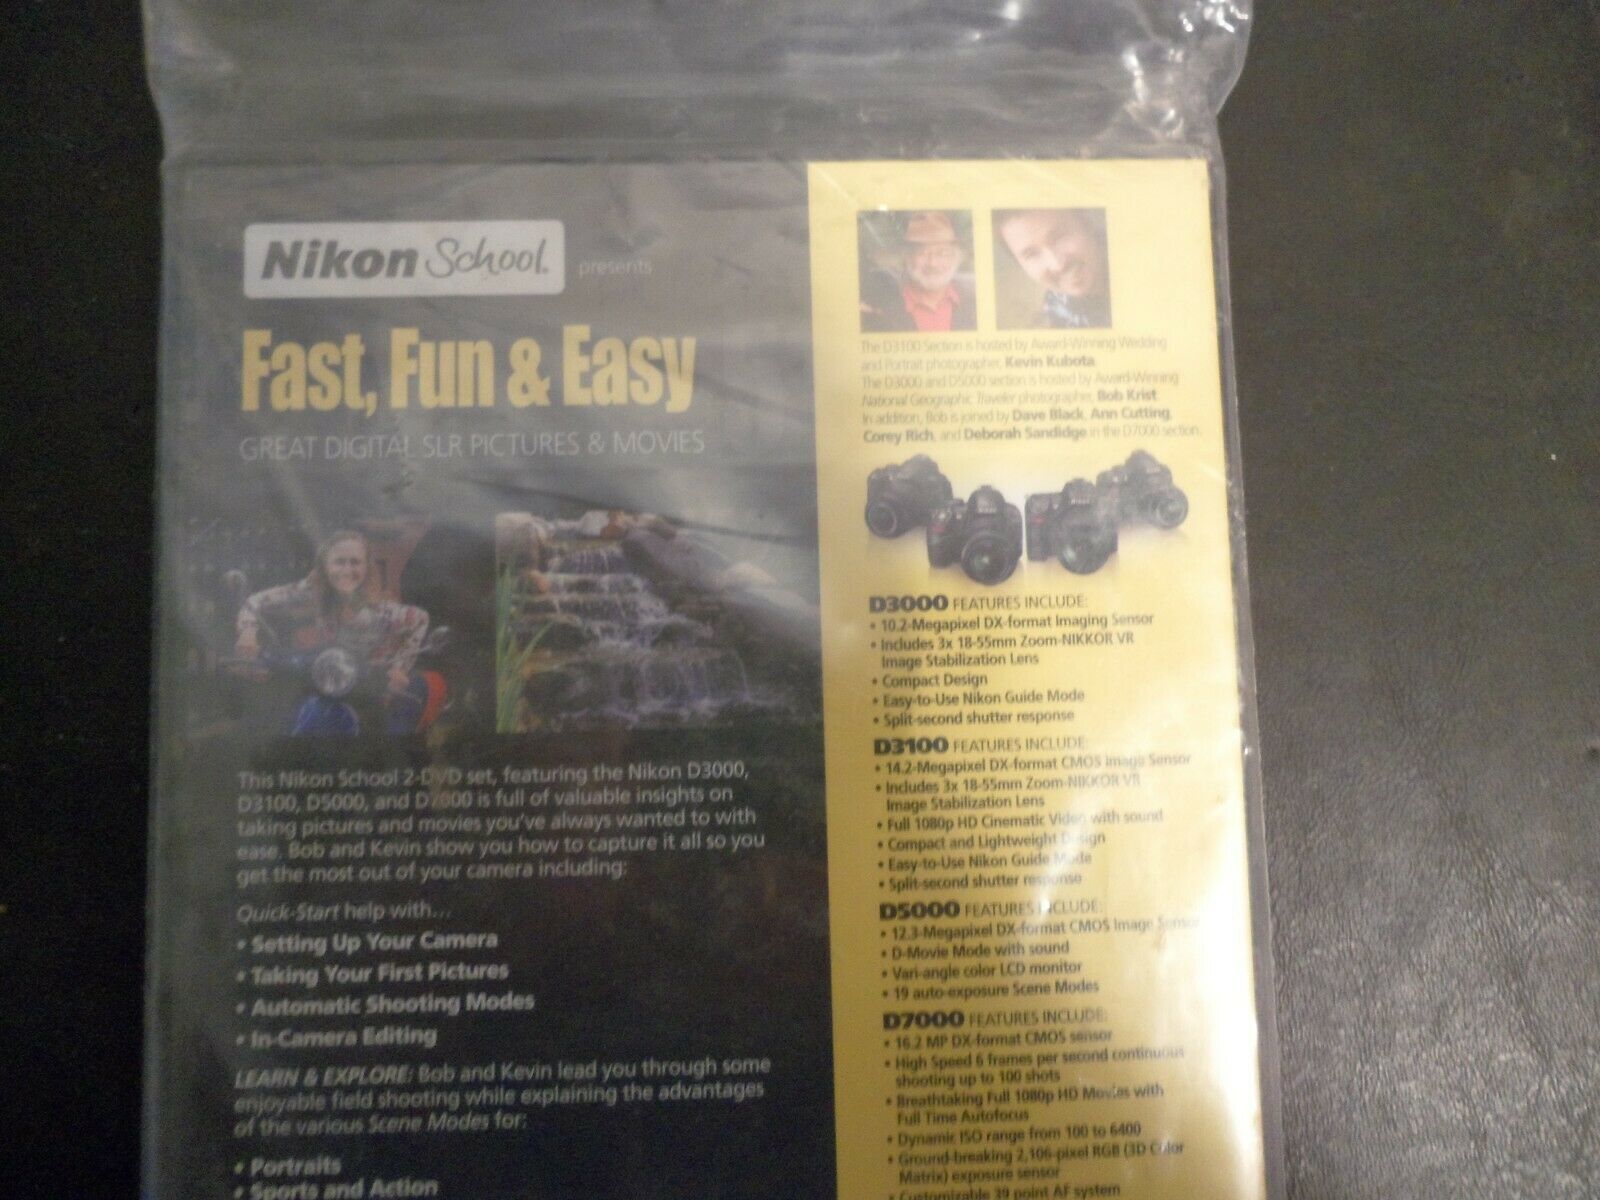 Nikon School presents
Fast, Fun & Easy
GREAT DIGITAL SLR PICTURES & MOVIES
This Nikon School 2-DVD set, featuring the Nikon D3000,
D3100, D5000, and D7000 is full of valuable insights on
taking pictures and movies you've always wanted to with
ease. Bob and Kevin show you how to capture it all so you
get the most out of your camera including:
Quick-Start help with...
• Setting Up Your Camera
• Taking Your First Pictures
• Automatic Shooting Modes
• In-Camera Editing
LEARN & EXPLORE: Bob and Kevin lead you through some
enjoyable field shooting while explaining the advantages
of the various Scene Modes for:
• Portraits
• Sports and Action
The D3100 Section is hosted by Award-Winning Wedding
and Portrait photographer, Kevin Kubota.
The D3000 and D5000 section is hosted by Award-Winning
National Geographic Traveler photographer, Bob Krist.
In addition, Bob is joined by Dave Black, Ann Cutting,
Corey Rich, and Deborah Sandidge in the D7000 section.
D3000 FEATURES INCLUDE:
• 10.2-Megapixel DX-format Imaging Sensor
• Includes 3x 18-55mm Zoom-NIKKOR VR
Image Stabilization Lens
• Compact Design
• Easy-to-Use Nikon Guide Mode
• Split-second shutter response
D3100 FEATURES INCLUDE:
• 14.2-Megapixel DX-format CMOS Image Sensor
• Includes 3x 18-55mm Zoom-NIKKOR VR
Image Stabilization Lens
• Full 1080p HD Cinematic Video with sound
• Compact and Lightweight Design
• Easy-to-Use Nikon Guide Mode
• Split-second shutter response
D5000 FEATURES INCLUDE:
• 12.3-Megapixel DX-format CMOS Image Sensor
• D-Movie Mode with sound
• Vari-angle color LCD monitor
• 19 auto-exposure Scene Modes
D7000 FEATURES INCLUDE:
• 16.2 MP DX-format CMOS sensor
• High Speed 6 frames per second continuous
shooting up to 100 shots
• Breathtaking Full 1080p HD Movies with
Full Time Autofocus
• Dynamic ISO range from 100 to 6400
• Ground-breaking 2,106-pixel RGB (3D Color
Matrix) exposure sensor
• Customizable 39 point AF system